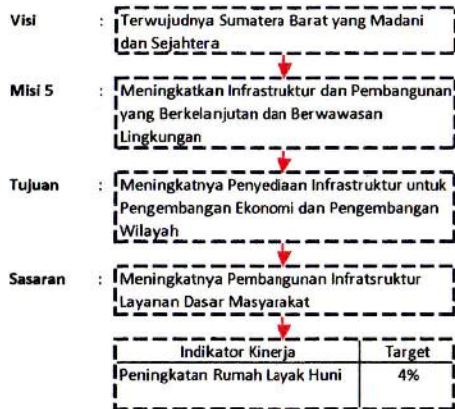 Visi : Terwujudnya Sumatera Barat yang Madani
dan Sejahtera
Misi 5 : Meningkatkan Infrastruktur dan Pembangunan
yang Berkelanjutan dan Berwawasan
Lingkungan
Tujuan : Meningkatnya Penyediaan Infrastruktur untuk
Pengembangan Ekonomi dan Pengembangan
Wilayah
Sasaran : Meningkatnya Pembangunan Infratsruktur
Layanan Dasar Masyarakat
Indikator Kinerja Target
Peningkatan Rumah Layak Huni 4%